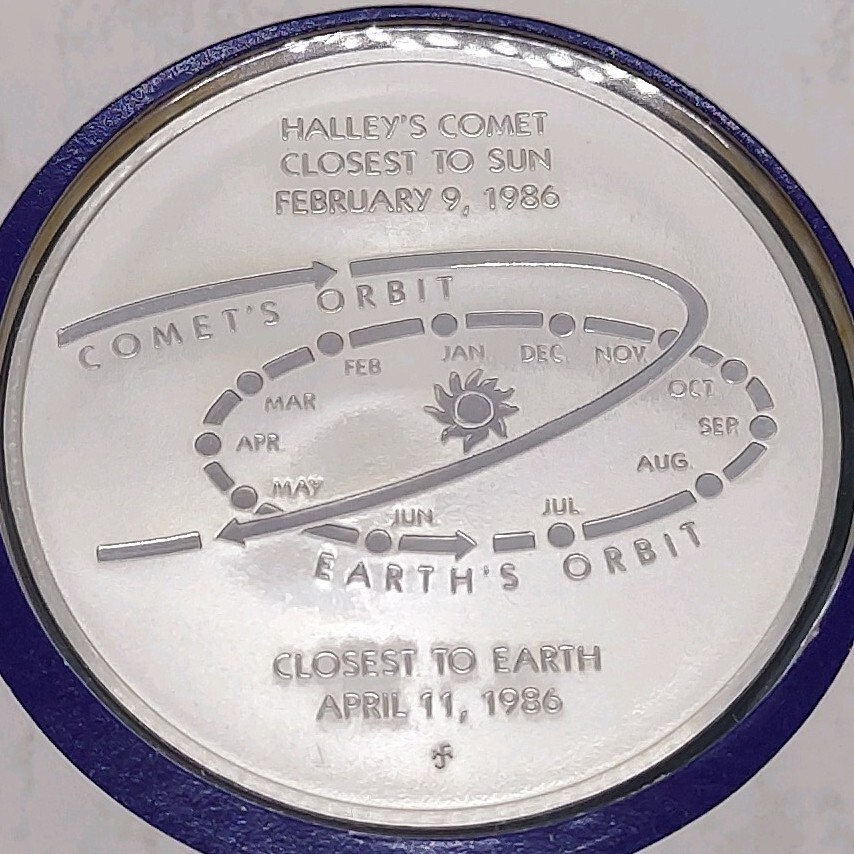 HALLEY'S COMET
CLOSEST TO SUN
FEBRUARY 9, 1986
COMET'S ORBIT
FEB
JAN.
DEC.
NOV.
OCT.
MAR
APR.
SEP.
AUG.
MAY
JUN.
JUL.
EARTH'S ORBIT
CLOSEST TO EARTH
APRIL 11, 1986